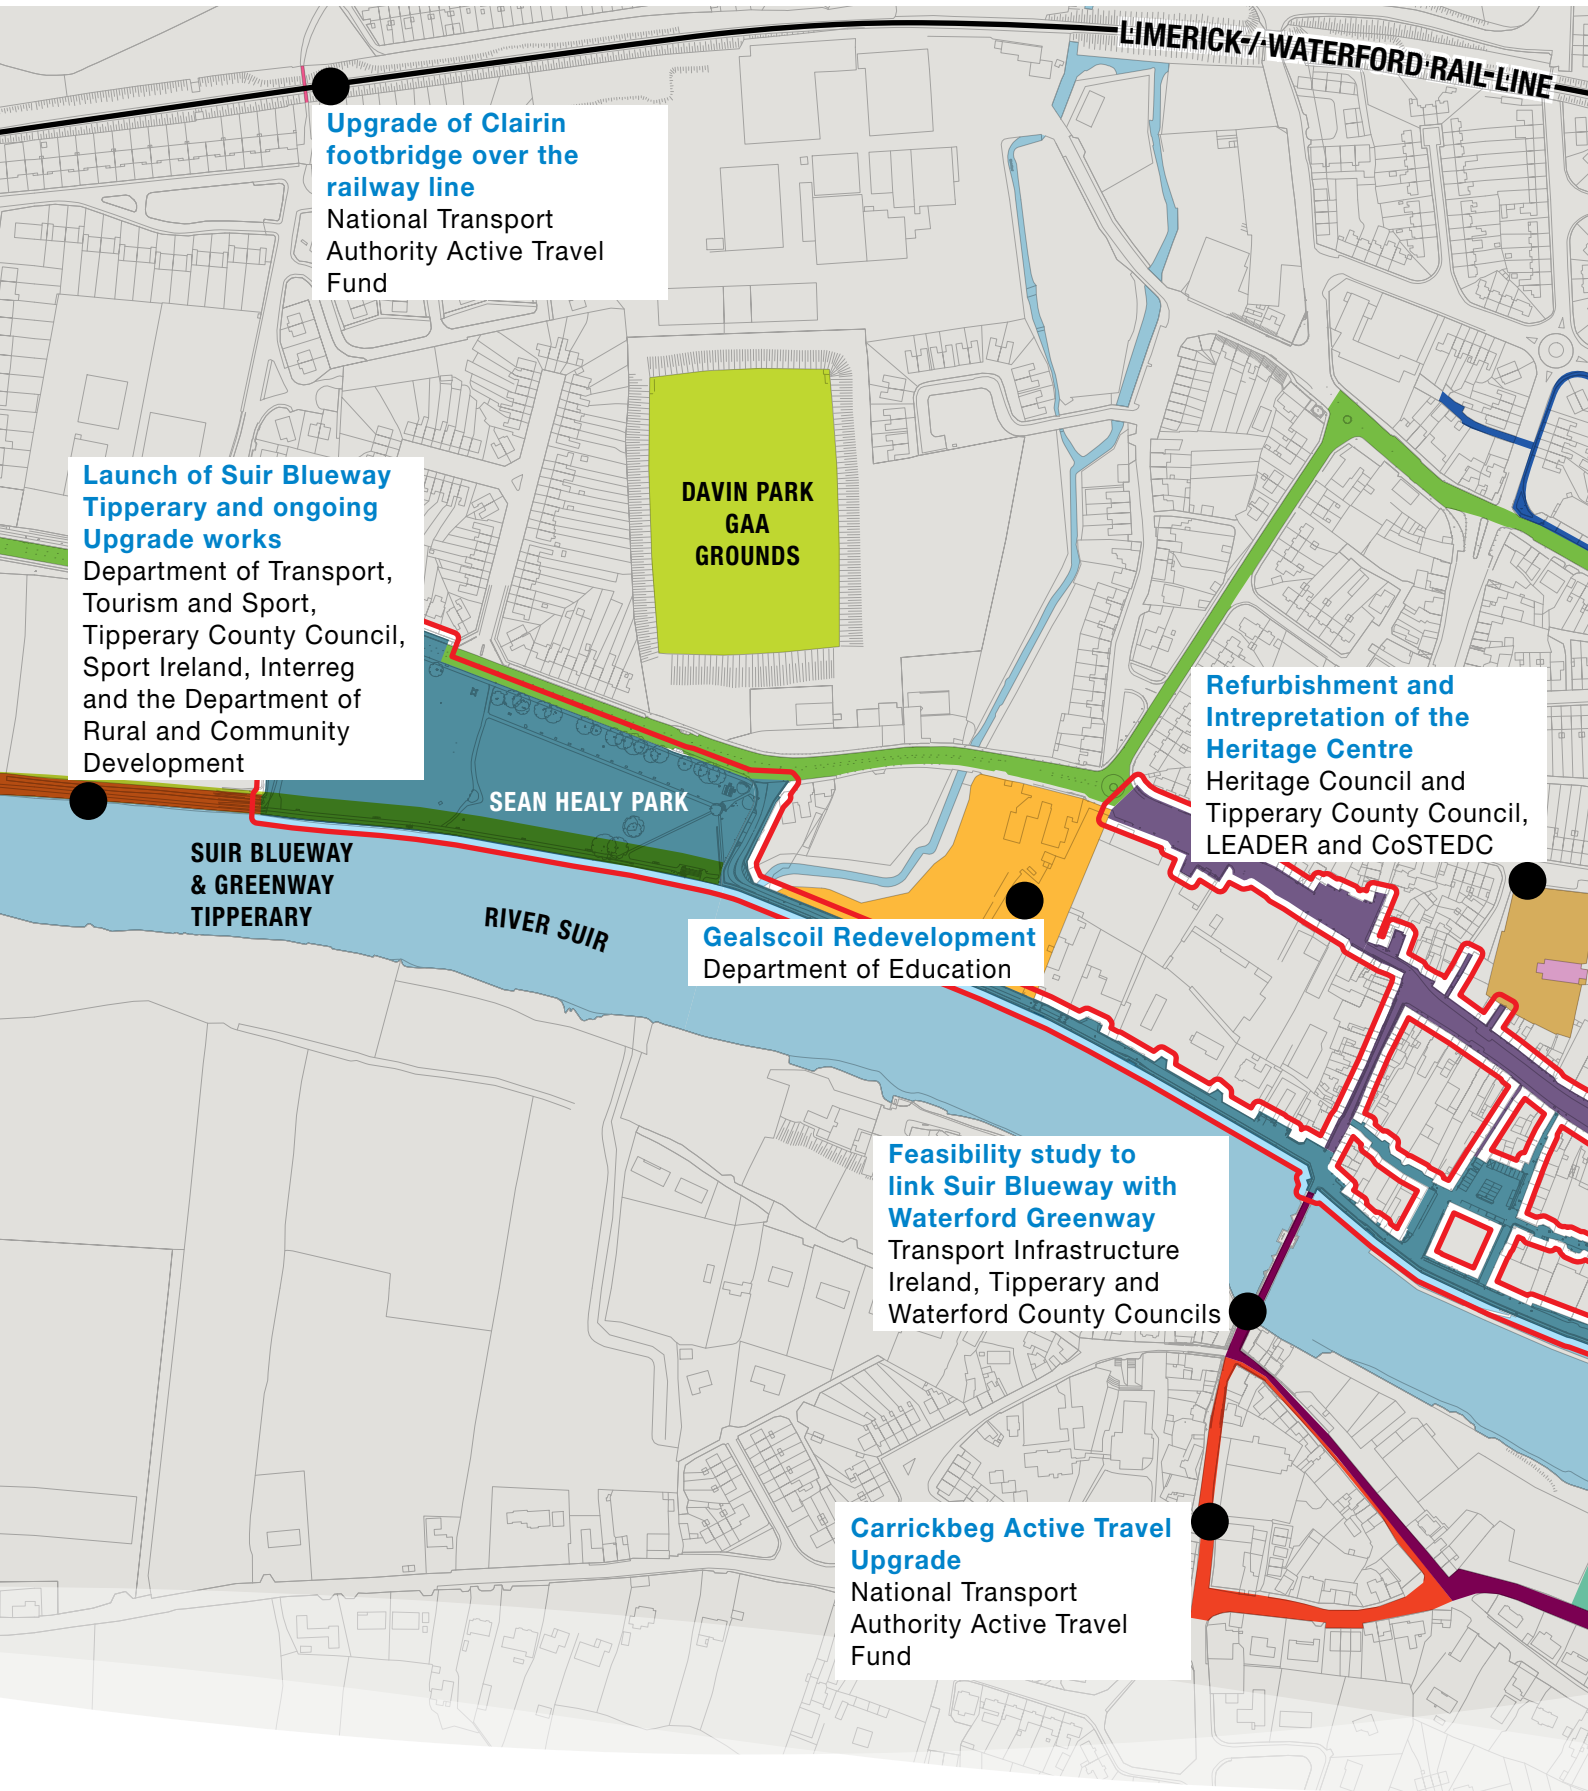 LIMERICK / WATERFORD RAIL-LINE
Upgrade of Clairin
footbridge over the
railway line
National Transport
Authority Active Travel
Fund
Launch of Suir Blueway
Tipperary and ongoing
Upgrade works
Department of Transport,
Tourism and Sport,
Tipperary County Council,
Sport Ireland, Interreg
and the Department of
Rural and Community
Development
DAVIN PARK
GAA
GROUNDS
Refurbishment and
Intrepretation of the
Heritage Centre
Heritage Council and
Tipperary County Council,
LEADER and CoSTEDC
SEAN HEALY PARK
SUIR BLUEWAY
& GREENWAY
TIPPERARY
RIVER SUIR
Gealscoil Redevelopment
Department of Education
Feasibility study to
link Suir Blueway with
Waterford Greenway
Transport Infrastructure
Ireland, Tipperary and
Waterford County Councils
Carrickbeg Active Travel
Upgrade
National Transport
Authority Active Travel
Fund